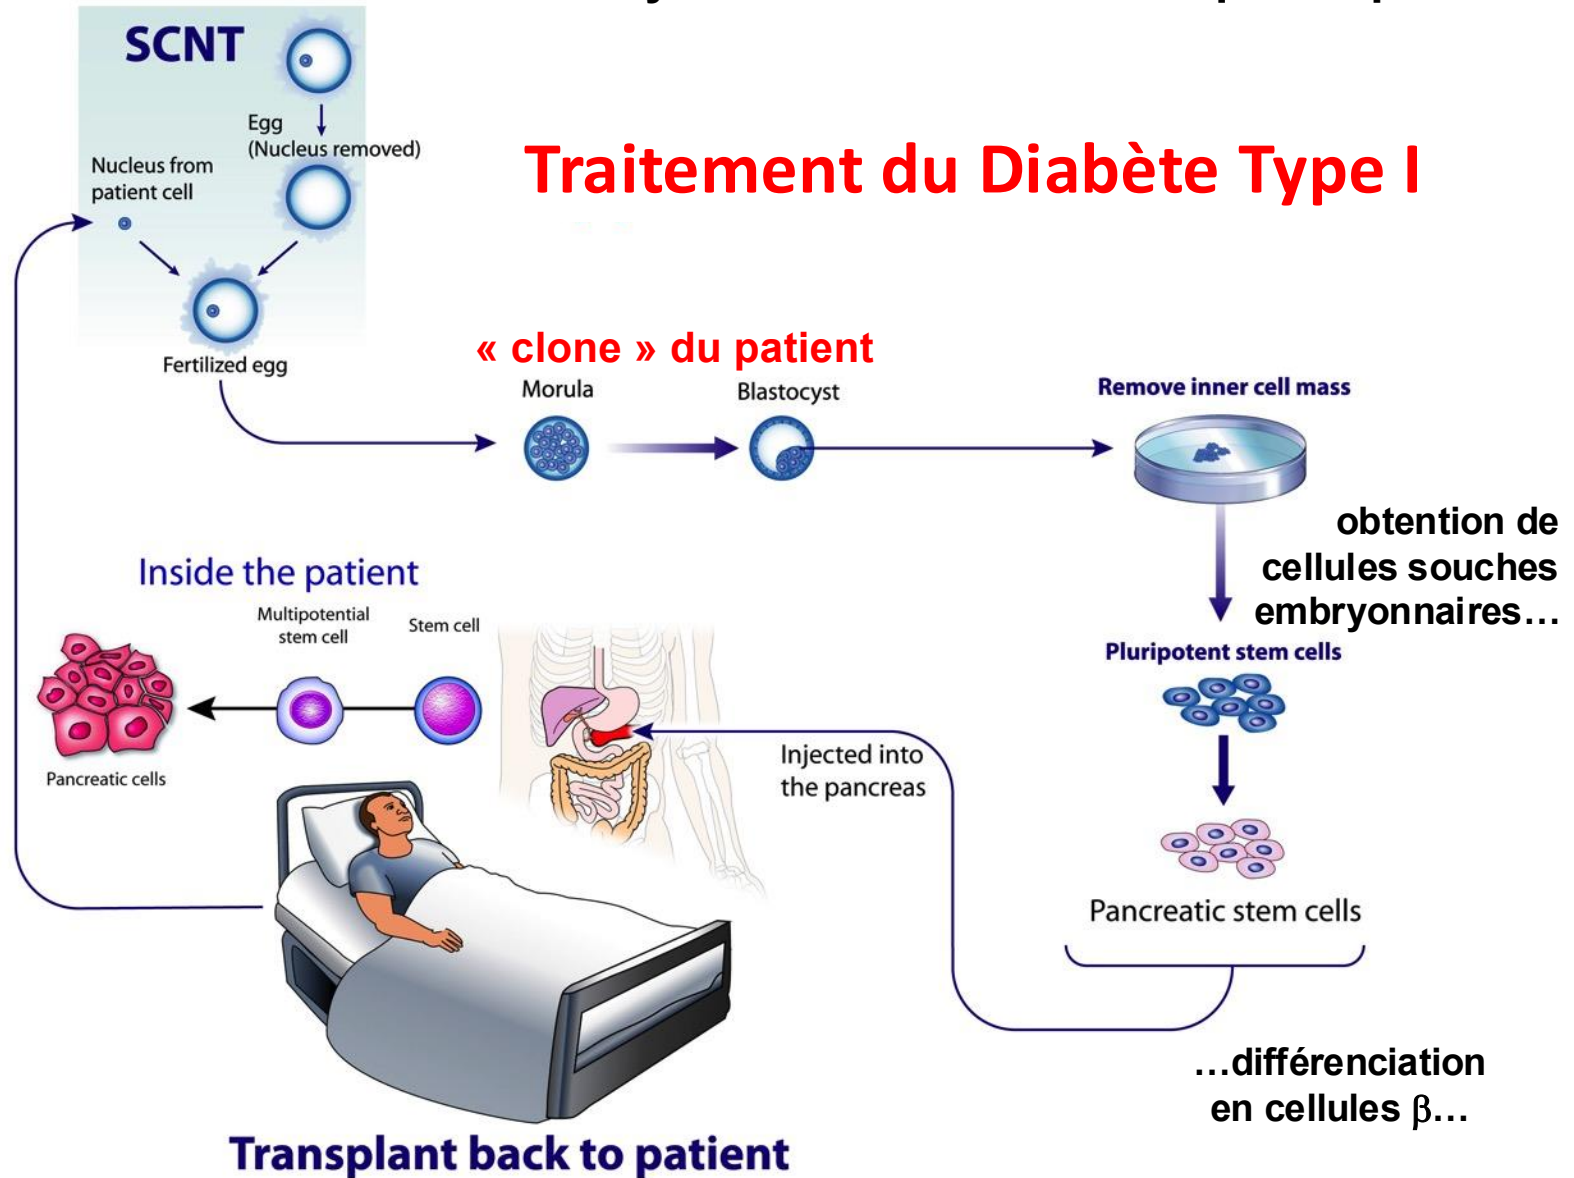 SCNT
Egg
(Nucleus removed)
Nucleus from
patient cell
Fertilized egg
Traitement du Diabète Type I
« clone » du patient
Morula
Blastocyst
Remove inner cell mass
obtention de
cellules souches
embryonnaires…
Pluripotent stem cells
Pancreatic stem cells
…différenciation
en cellules β…
Injected into
the pancreas
Inside the patient
Multipotential
stem cell
Stem cell
Pancreatic cells
Transplant back to patient